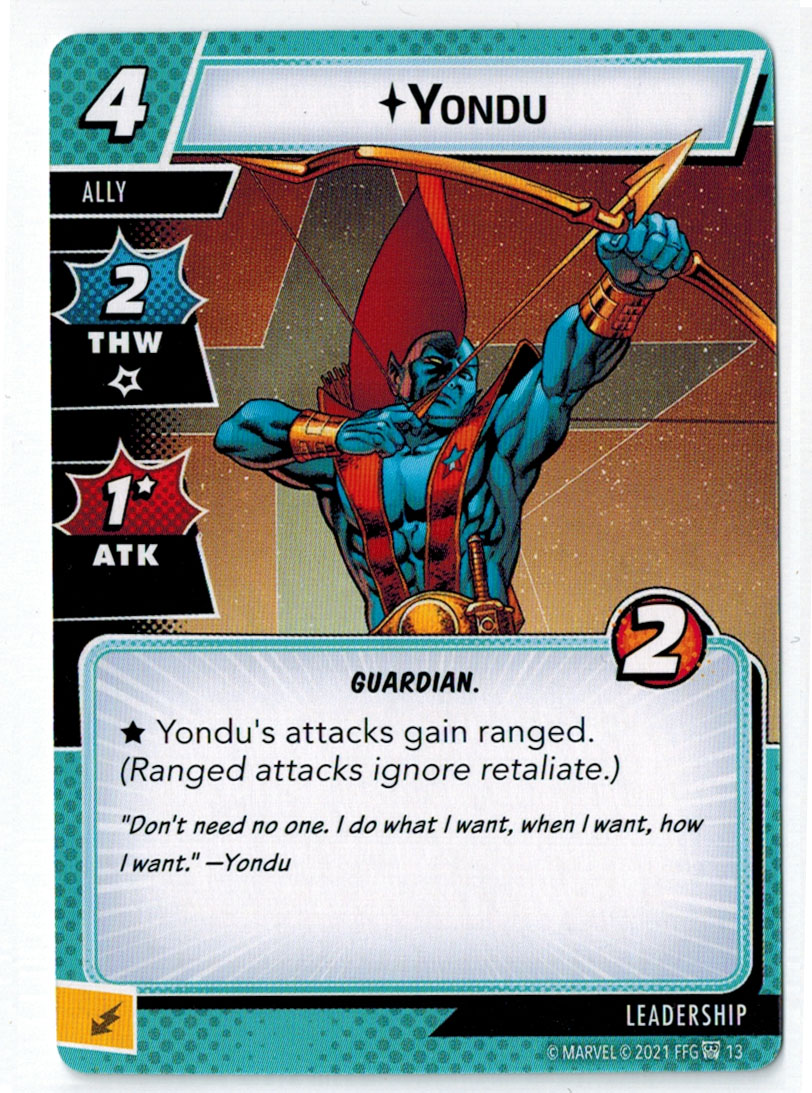 4
✦YONDU
ALLY
2
THW
1★
ATK
2
GUARDIAN.
★ Yondu's attacks gain ranged.
(Ranged attacks ignore retaliate.)
"Don't need no one. I do what I want, when I want, how
I want." —Yondu
LEADERSHIP
© MARVEL © 2021 FFG 13